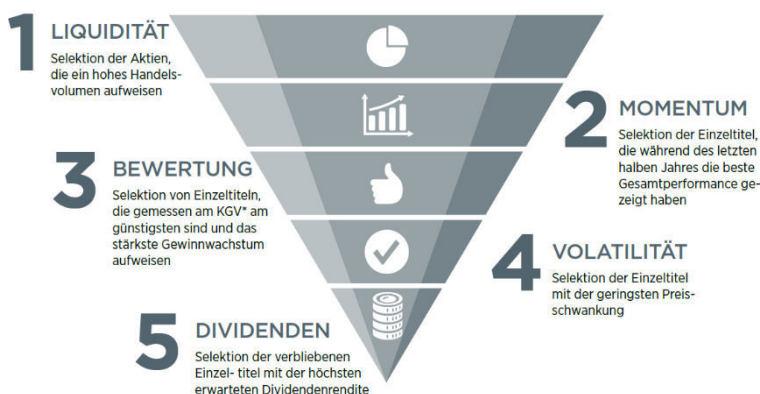 1
LIQUIDITÄT
Selektion der Aktien,
die ein hohes Handels-
volumen aufweisen
2
MOMENTUM
Selektion der Einzeltitel,
die während des letzten
halben Jahres die beste
Gesamtperformance ge-
zeigt haben
3
BEWERTUNG
Selektion von Einzeltiteln,
die gemessen am KGV* am
günstigsten sind und das
stärkste Gewinnwachstum
aufweisen
4
VOLATILITÄT
Selektion der Einzeltitel
mit der geringsten Preis-
schwankung
5
DIVIDENDEN
Selektion der verbliebenen
Einzel- titel mit der höchsten
erwarteten Dividendenrendite